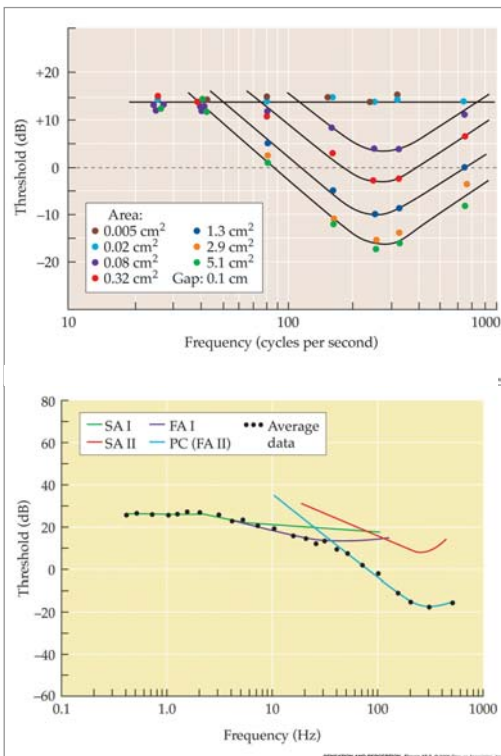 Threshold (dB)
+20
+10
0
−10
−20
Area:
0.005 cm²
0.02 cm²
0.08 cm²
0.32 cm²
1.3 cm²
2.9 cm²
5.1 cm²
Gap: 0.1 cm
10
100
1000
Frequency (cycles per second)
80
60
40
20
0
−20
−40
−60
Threshold (dB)
SA I
SA II
FA I
PC (FA II)
Average
data
0.1
1.0
10
100
1000
Frequency (Hz)